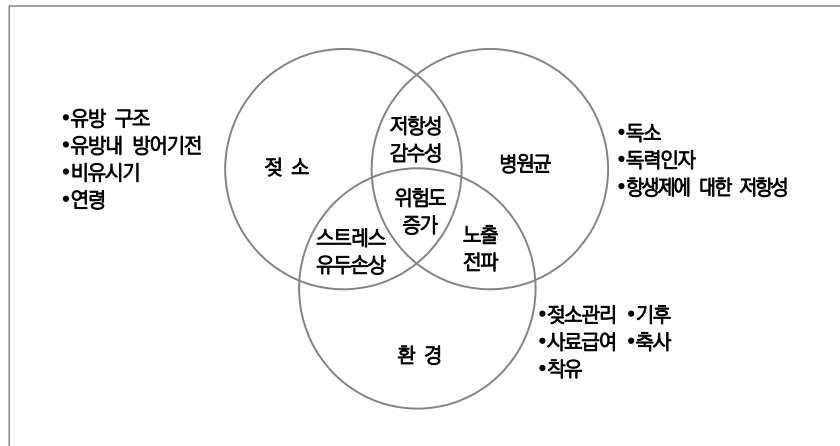 •유방 구조
•유방내 방어기전
•비유시기
•연령
젖 소
저항성
감수성
병원균
•독소
•독력인자
•항생제에 대한 저항성
위험도
증가
스트레스
유두손상
노출
전파
환 경
•젖소관리 •기후
•사료급여 •축사
•착유